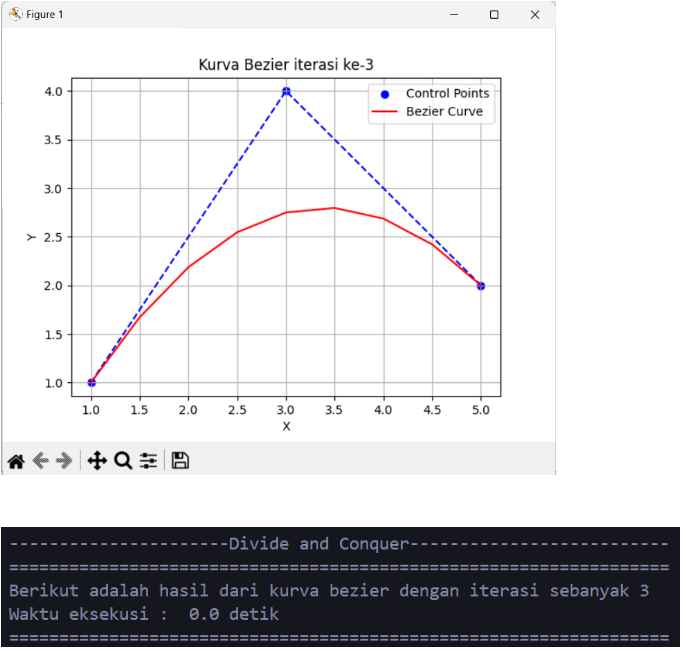 Figure 1
Kurva Bezier iterasi ke-3
Control Points
Bezier Curve
4.0
3.5
3.0
2.5
2.0
1.5
1.0
Y
1.0 1.5 2.0 2.5 3.0 3.5 4.0 4.5 5.0
X
----------------------Divide and Conquer--------------------------
==================================================================
Berikut adalah hasil dari kurva bezier dengan iterasi sebanyak 3
Waktu eksekusi :  0.0 detik
==================================================================